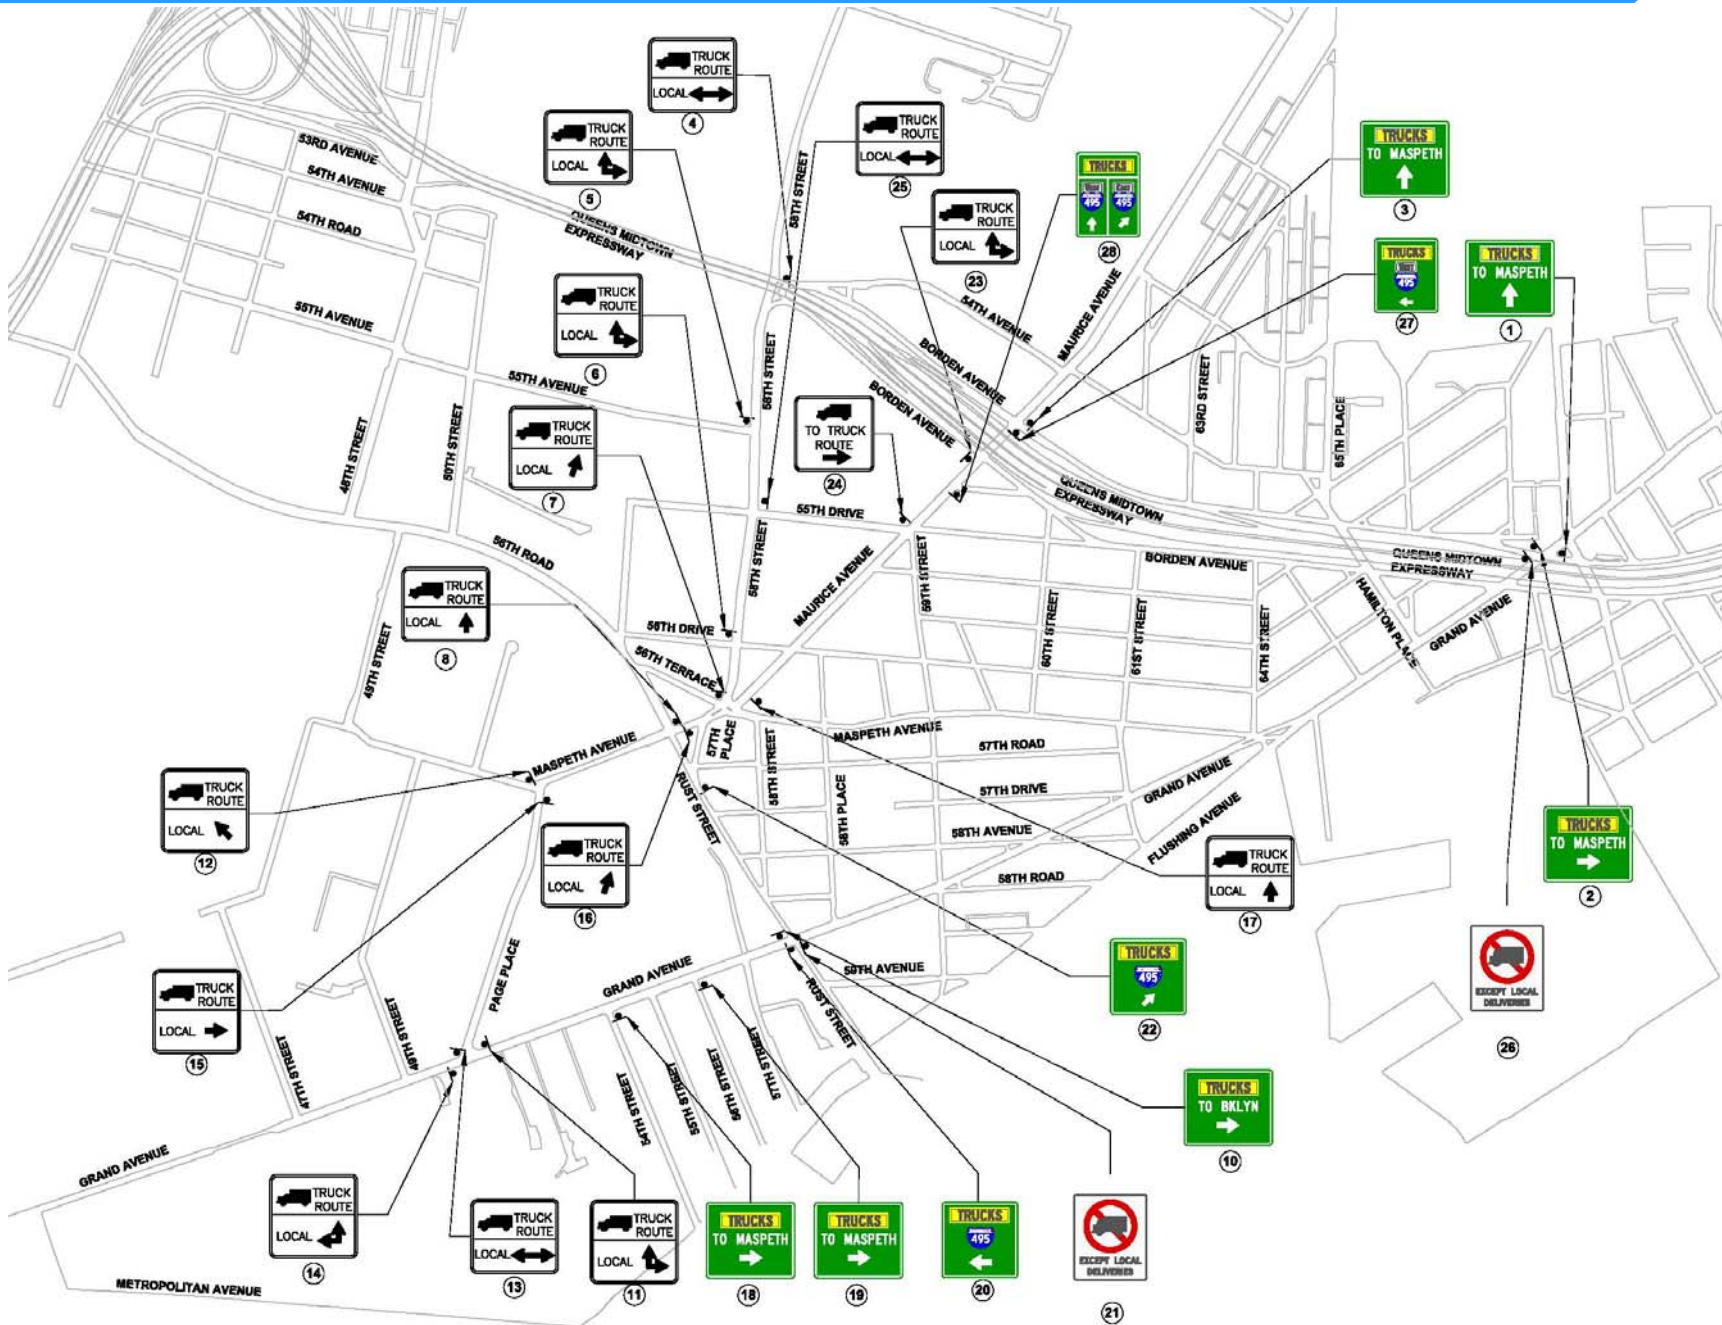 TRUCK
ROUTE
LOCAL
4
TRUCK
ROUTE
LOCAL
5
TRUCK
ROUTE
LOCAL
25
TRUCKS
TO MASPETH
3
TRUCKS
495
495
28
TRUCK
ROUTE
LOCAL
23
TRUCKS
495
27
TRUCKS
TO MASPETH
1
53RD AVENUE
54TH AVENUE
54TH ROAD
QUEENS MIDTOWN
EXPRESSWAY
58TH STREET
TRUCK
ROUTE
LOCAL
6
55TH AVENUE
54TH AVENUE
MAURICE AVENUE
BORDEN AVENUE
BORDEN AVENUE
58TH STREET
55TH AVENUE
63RD STREET
65TH PLACE
TRUCK
ROUTE
LOCAL
7
TO TRUCK
ROUTE
24
48TH STREET
50TH STREET
55TH DRIVE
QUEENS MIDTOWN
EXPRESSWAY
56TH ROAD
58TH STREET
MAURICE AVENUE
59TH STREET
BORDEN AVENUE
QUEENS MIDTOWN
EXPRESSWAY
TRUCK
ROUTE
LOCAL
8
56TH DRIVE
56TH TERRACE
60TH STREET
61ST STREET
64TH STREET
HAMILTON PLACE
GRAND AVENUE
49TH STREET
MASPETH AVENUE
57TH
PLACE
58TH STREET
MASPETH AVENUE
57TH ROAD
TRUCK
ROUTE
LOCAL
12
RUST STREET
58TH PLACE
57TH DRIVE
GRAND AVENUE
58TH AVENUE
FLUSHING AVENUE
58TH ROAD
TRUCK
ROUTE
LOCAL
16
TRUCK
ROUTE
LOCAL
17
TRUCKS
TO MASPETH
2
TRUCK
ROUTE
LOCAL
15
PAGE PLACE
GRAND AVENUE
59TH AVENUE
RUST STREET
TRUCKS
495
22
EXCEPT LOCAL
DELIVERIES
26
47TH STREET
49TH STREET
54TH STREET
55TH STREET
56TH STREET
57TH STREET
TRUCKS
TO BKLYN
10
GRAND AVENUE
TRUCK
ROUTE
LOCAL
14
TRUCK
ROUTE
LOCAL
13
TRUCK
ROUTE
LOCAL
11
TRUCKS
TO MASPETH
18
TRUCKS
TO MASPETH
19
TRUCKS
495
20
EXCEPT LOCAL
DELIVERIES
21
METROPOLITAN AVENUE